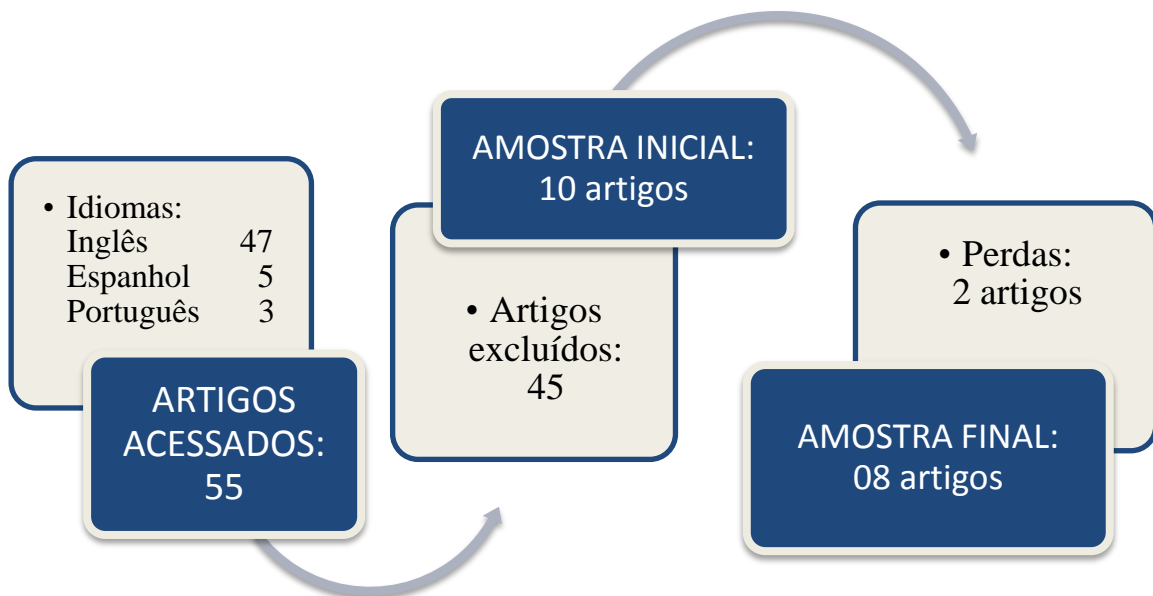 • Idiomas:
Inglês 47
Espanhol 5
Português 3
ARTIGOS
ACESSADOS:
55
AMOSTRA INICIAL:
10 artigos
• Artigos
excluídos:
45
• Perdas:
2 artigos
AMOSTRA FINAL:
08 artigos